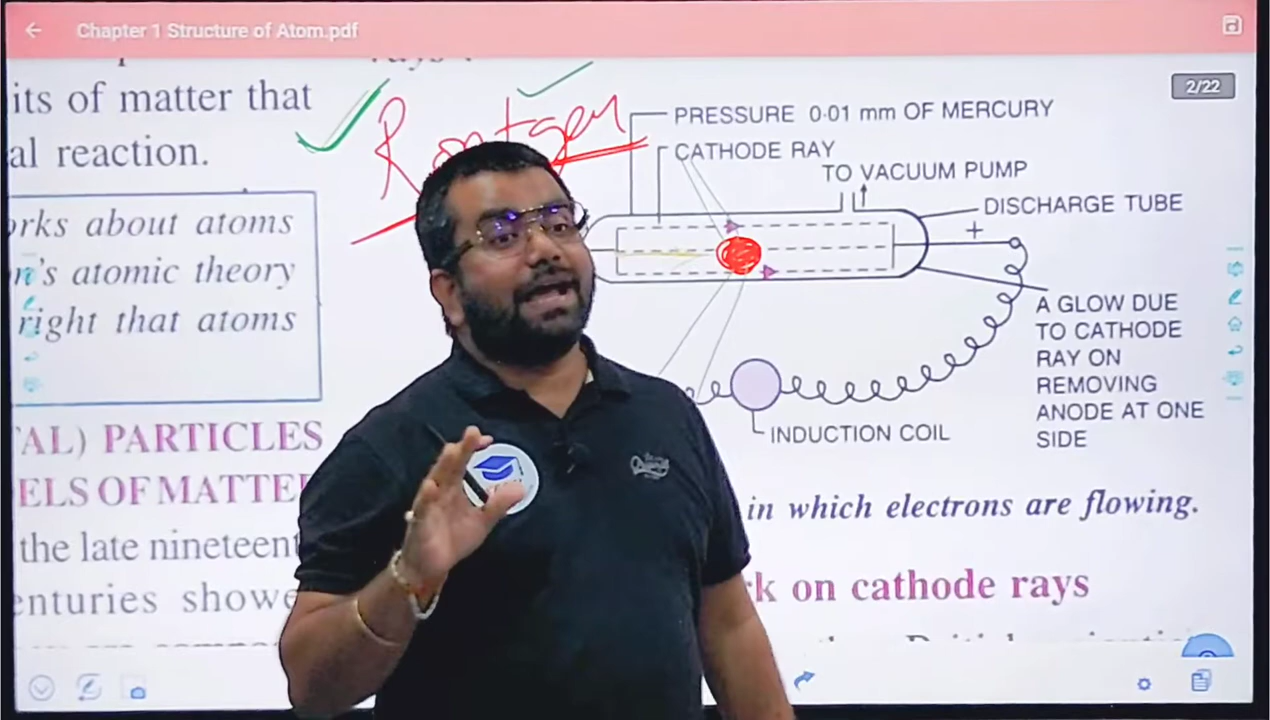 Chapter 1 Structure of Atom.pdf
2/22
its of matter that
al reaction.
Rontgen
orks about atoms
n's atomic theory
right that atoms
AL) PARTICLES
ELS OF MATTE
the late nineteent
enturies showe
PRESSURE 0·01 mm OF MERCURY
CATHODE RAY
TO VACUUM PUMP
DISCHARGE TUBE
+
A GLOW DUE
TO CATHODE
RAY ON
REMOVING
ANODE AT ONE
SIDE
INDUCTION COIL
in which electrons are flowing.
k on cathode rays